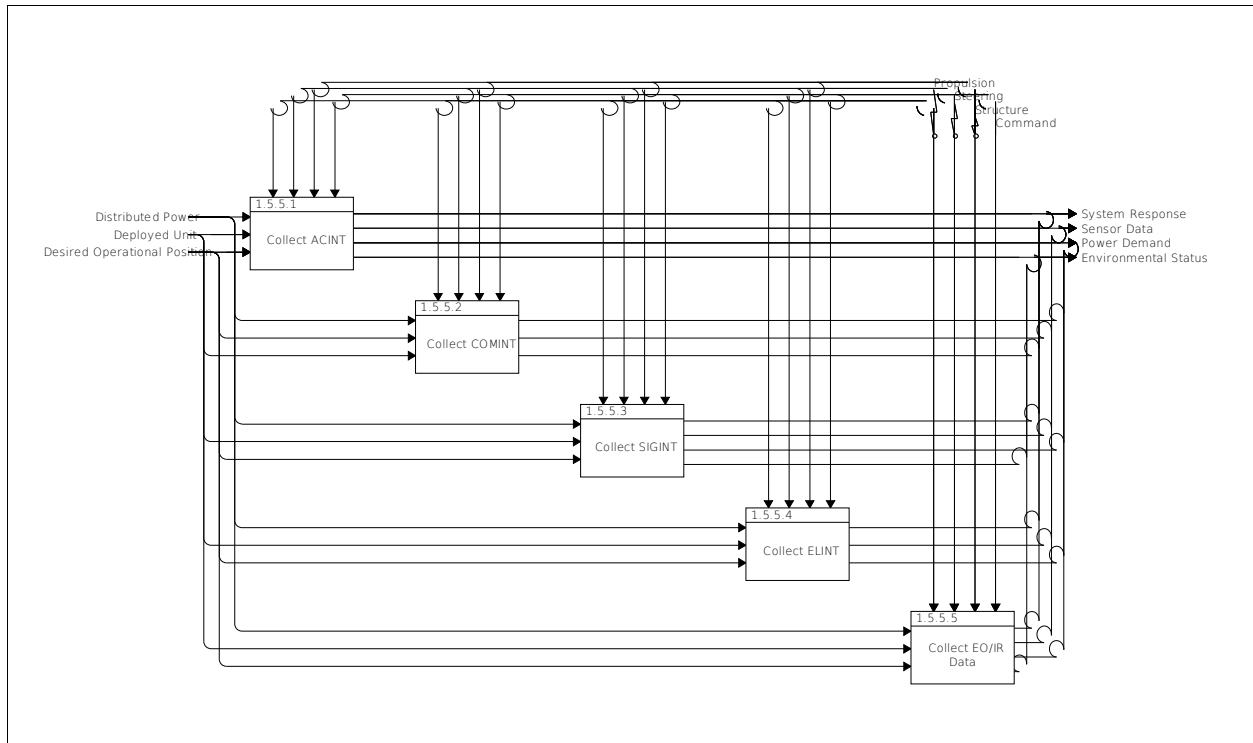 Propulsion
Steering
Structure
Command
1.5.5.1
Collect ACINT
Distributed Power
Deployed Unit
Desired Operational Position
System Response
Sensor Data
Power Demand
Environmental Status
1.5.5.2
Collect COMINT
1.5.5.3
Collect SIGINT
1.5.5.4
Collect ELINT
1.5.5.5
Collect EO/IR
Data